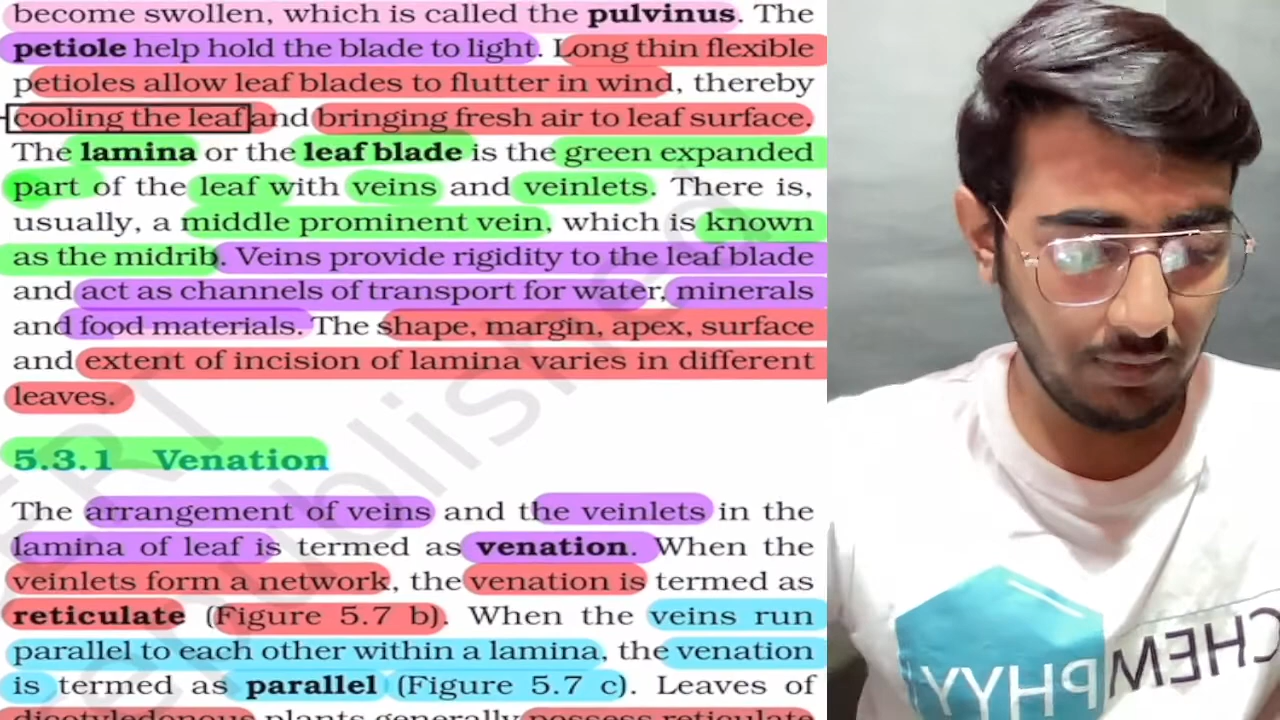 become swollen, which is called the pulvinus. The
petiole help hold the blade to light. Long thin flexible
petioles allow leaf blades to flutter in wind, thereby
cooling the leaf and bringing fresh air to leaf surface.
The lamina or the leaf blade is the green expanded
part of the leaf with veins and veinlets. There is,
usually, a middle prominent vein, which is known
as the midrib. Veins provide rigidity to the leaf blade
and act as channels of transport for water, minerals
and food materials. The shape, margin, apex, surface
and extent of incision of lamina varies in different
leaves.
5.3.1 Venation
The arrangement of veins and the veinlets in the
lamina of leaf is termed as venation. When the
veinlets form a network, the venation is termed as
reticulate (Figure 5.7 b). When the veins run
parallel to each other within a lamina, the venation
is termed as parallel (Figure 5.7 c). Leaves of
dicotyledonous plants generally possess reticulate